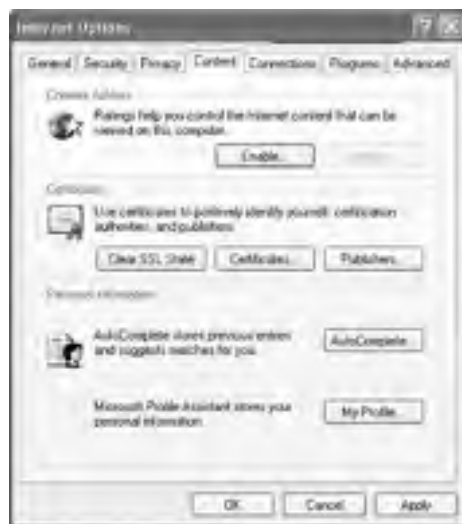 Internet Options
General Security Privacy Content Connections Programs Advanced
Content Advisor
Ratings help you control the Internet content that can be
viewed on this computer.
Enable...
Certificates
Use certificates to positively identify yourself, certification
authorities, and publishers.
Clear SSL State Certificates... Publishers...
Personal information
AutoComplete stores previous entries
and suggests matches for you.
AutoComplete...
Microsoft Profile Assistant stores your
personal information.
My Profile...
OK Cancel Apply